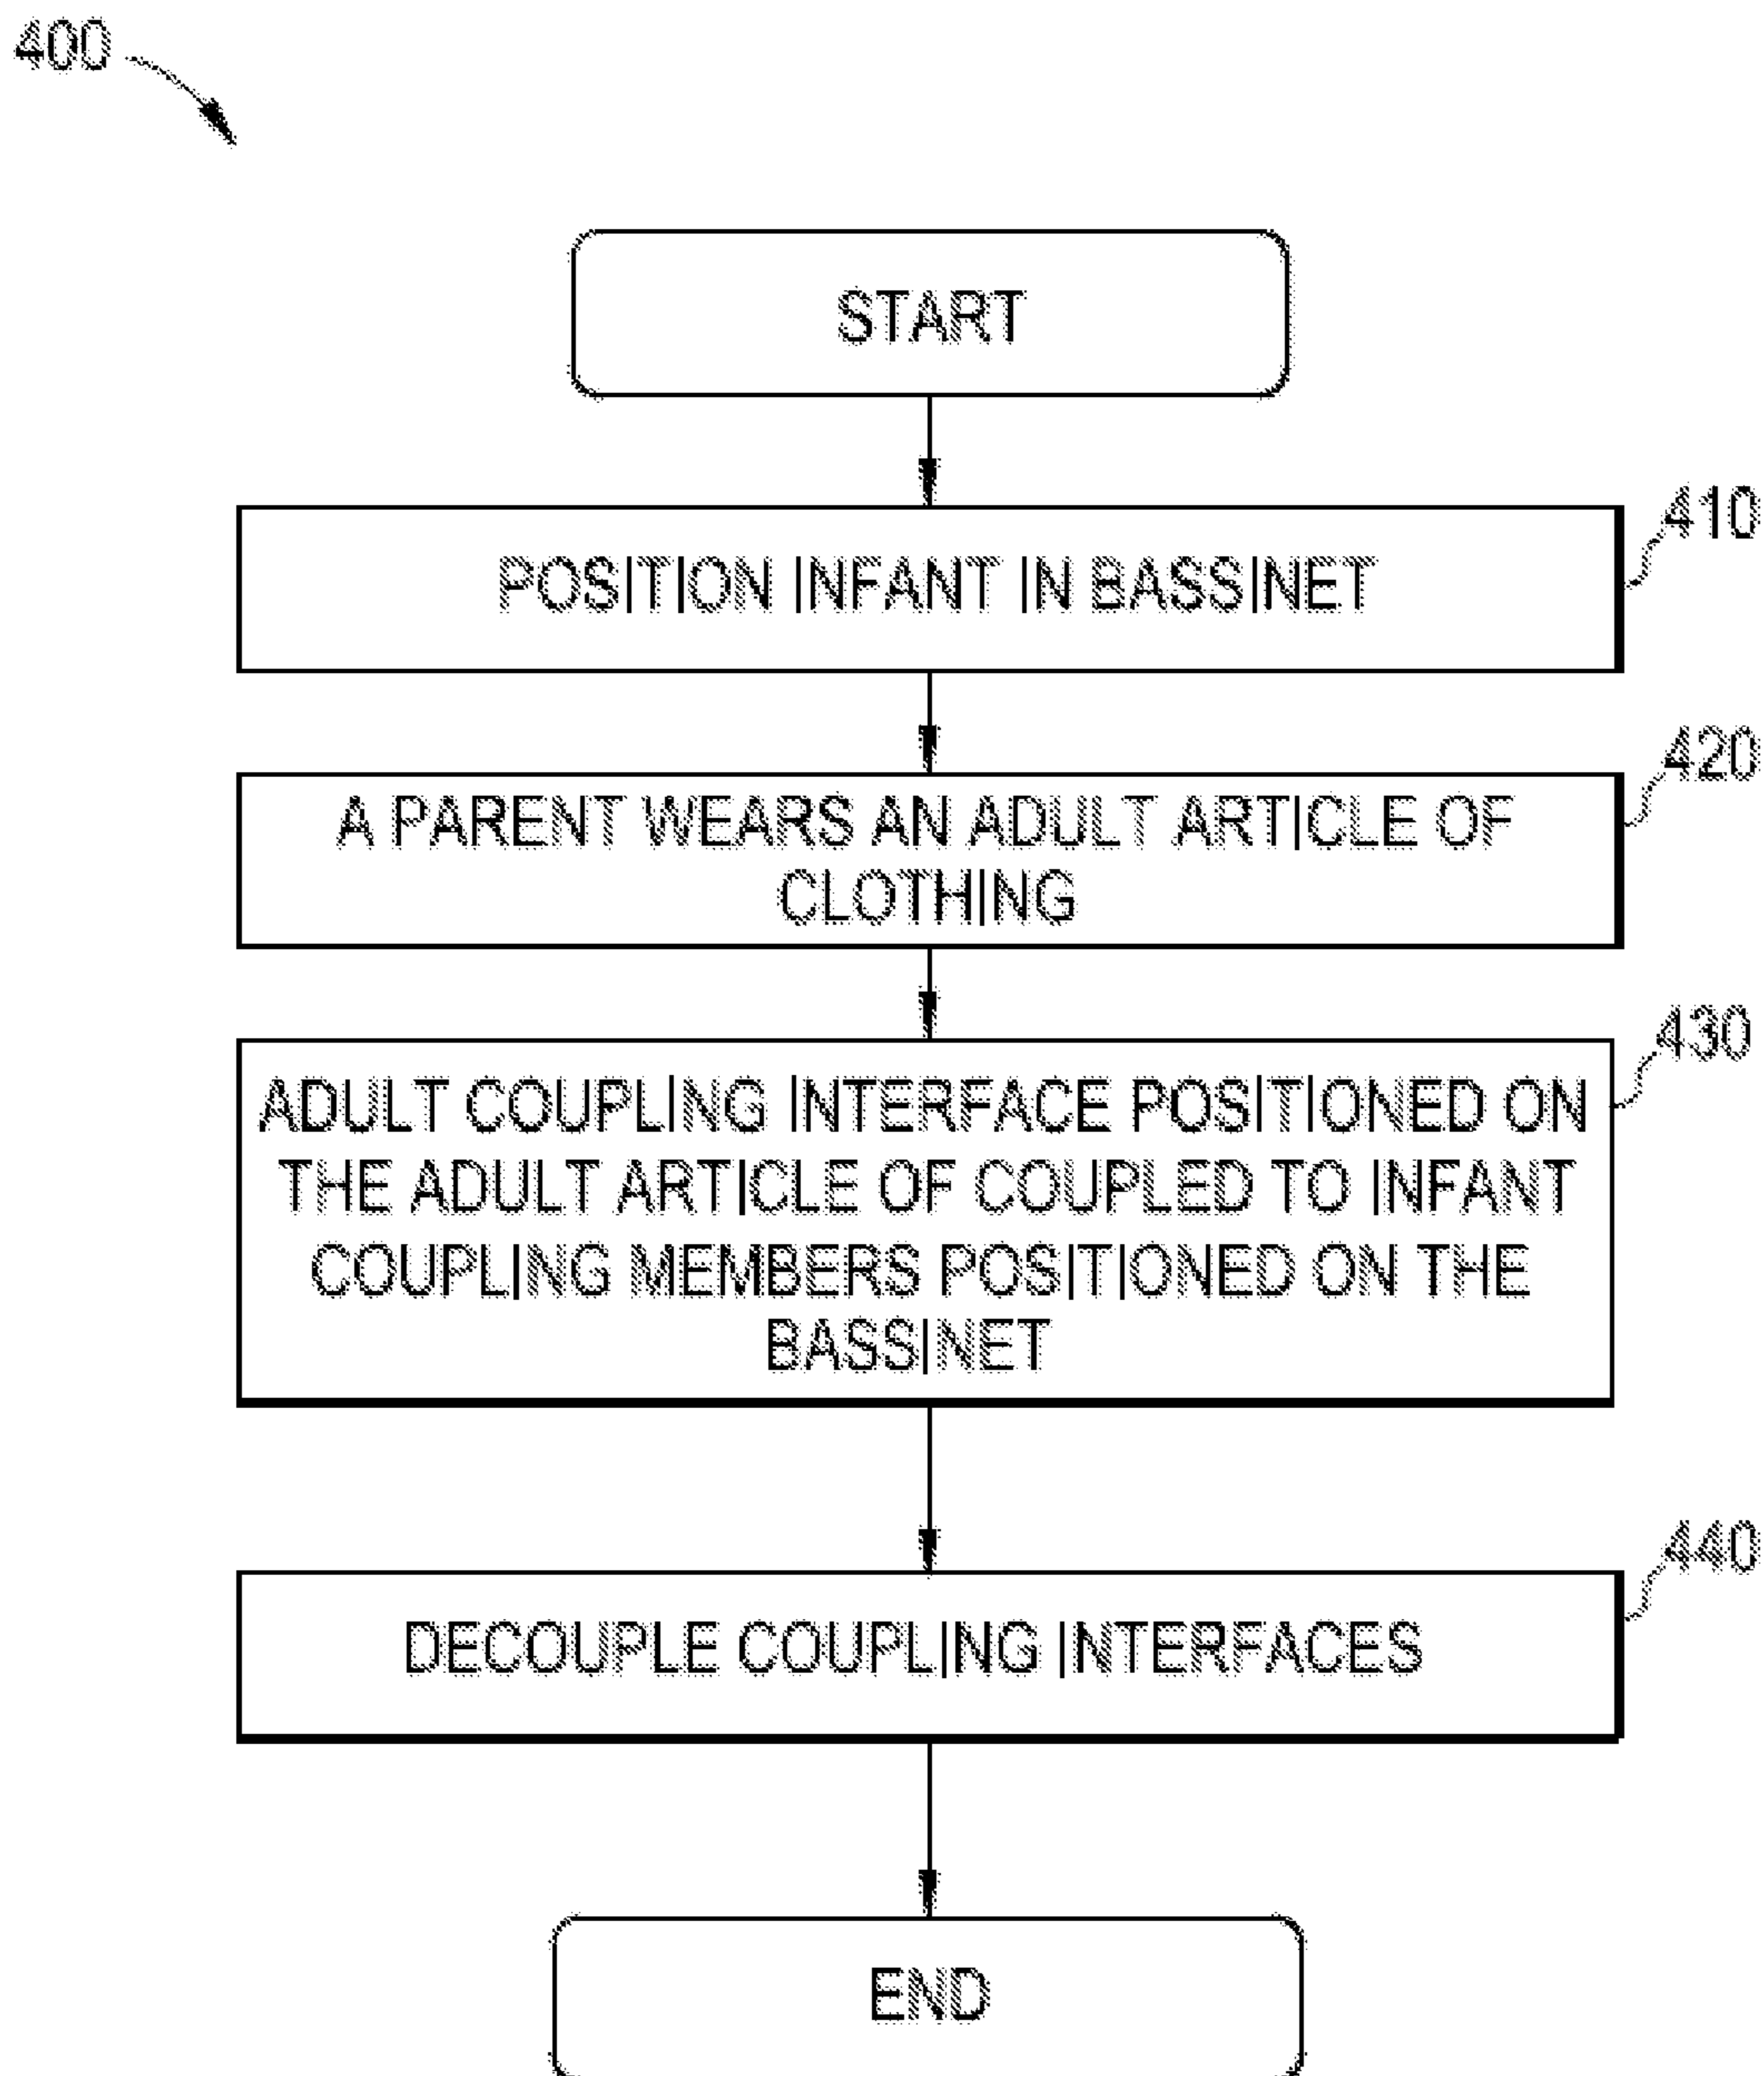 400
START
POSITION INFANT IN BASSINET
410
A PARENT WEARS AN ADULT ARTICLE OF
CLOTHING
420
ADULT COUPLING INTERFACE POSITIONED ON
THE ADULT ARTICLE OF COUPLED TO INFANT
COUPLING MEMBERS POSITIONED ON THE
BASSINET
430
DECOUPLE COUPLING INTERFACES
440
END